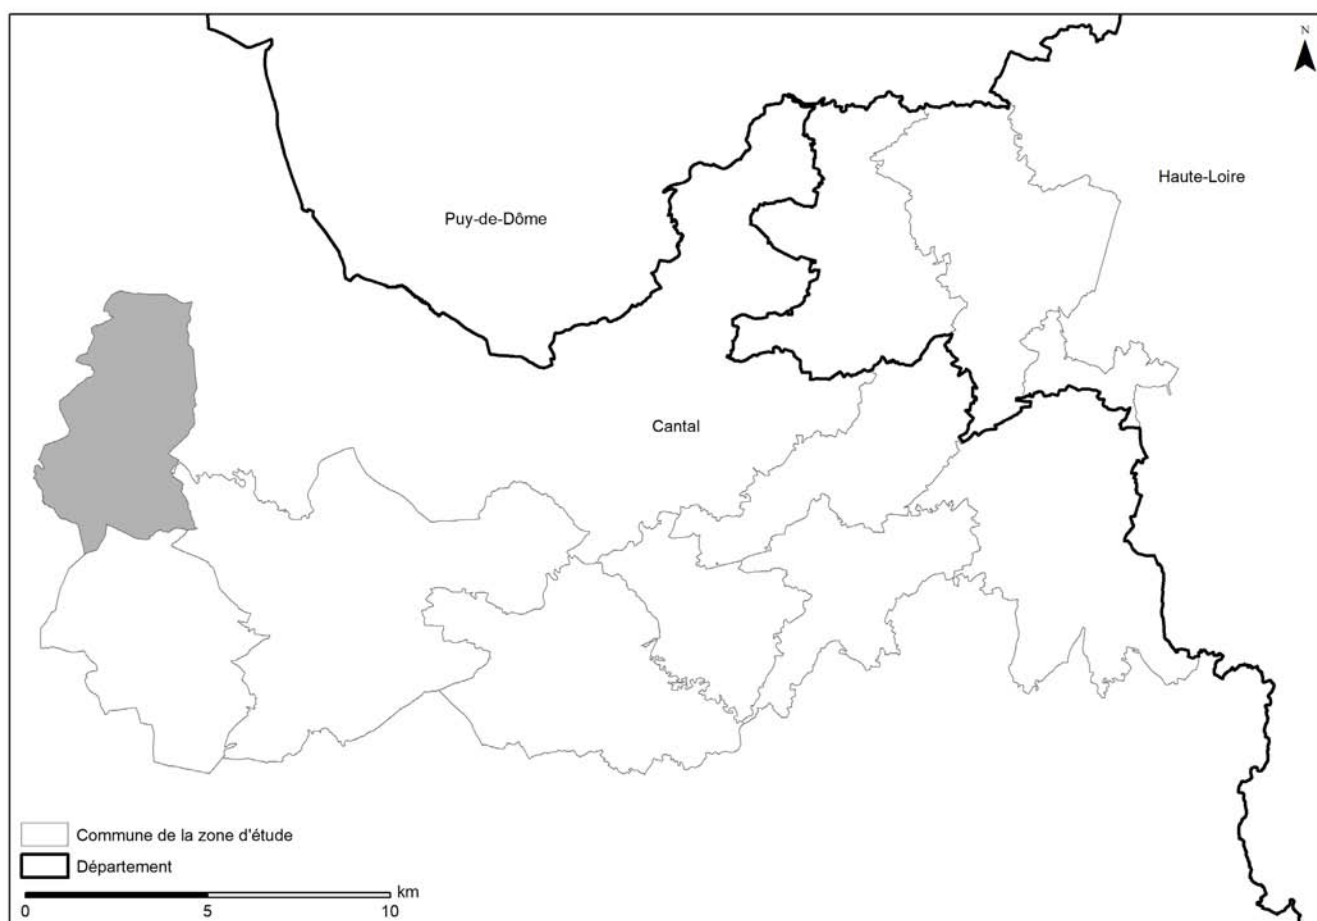 N
Haute-Loire
Puy-de-Dôme
Cantal
Commune de la zone d'étude
Département
km
0 5 10